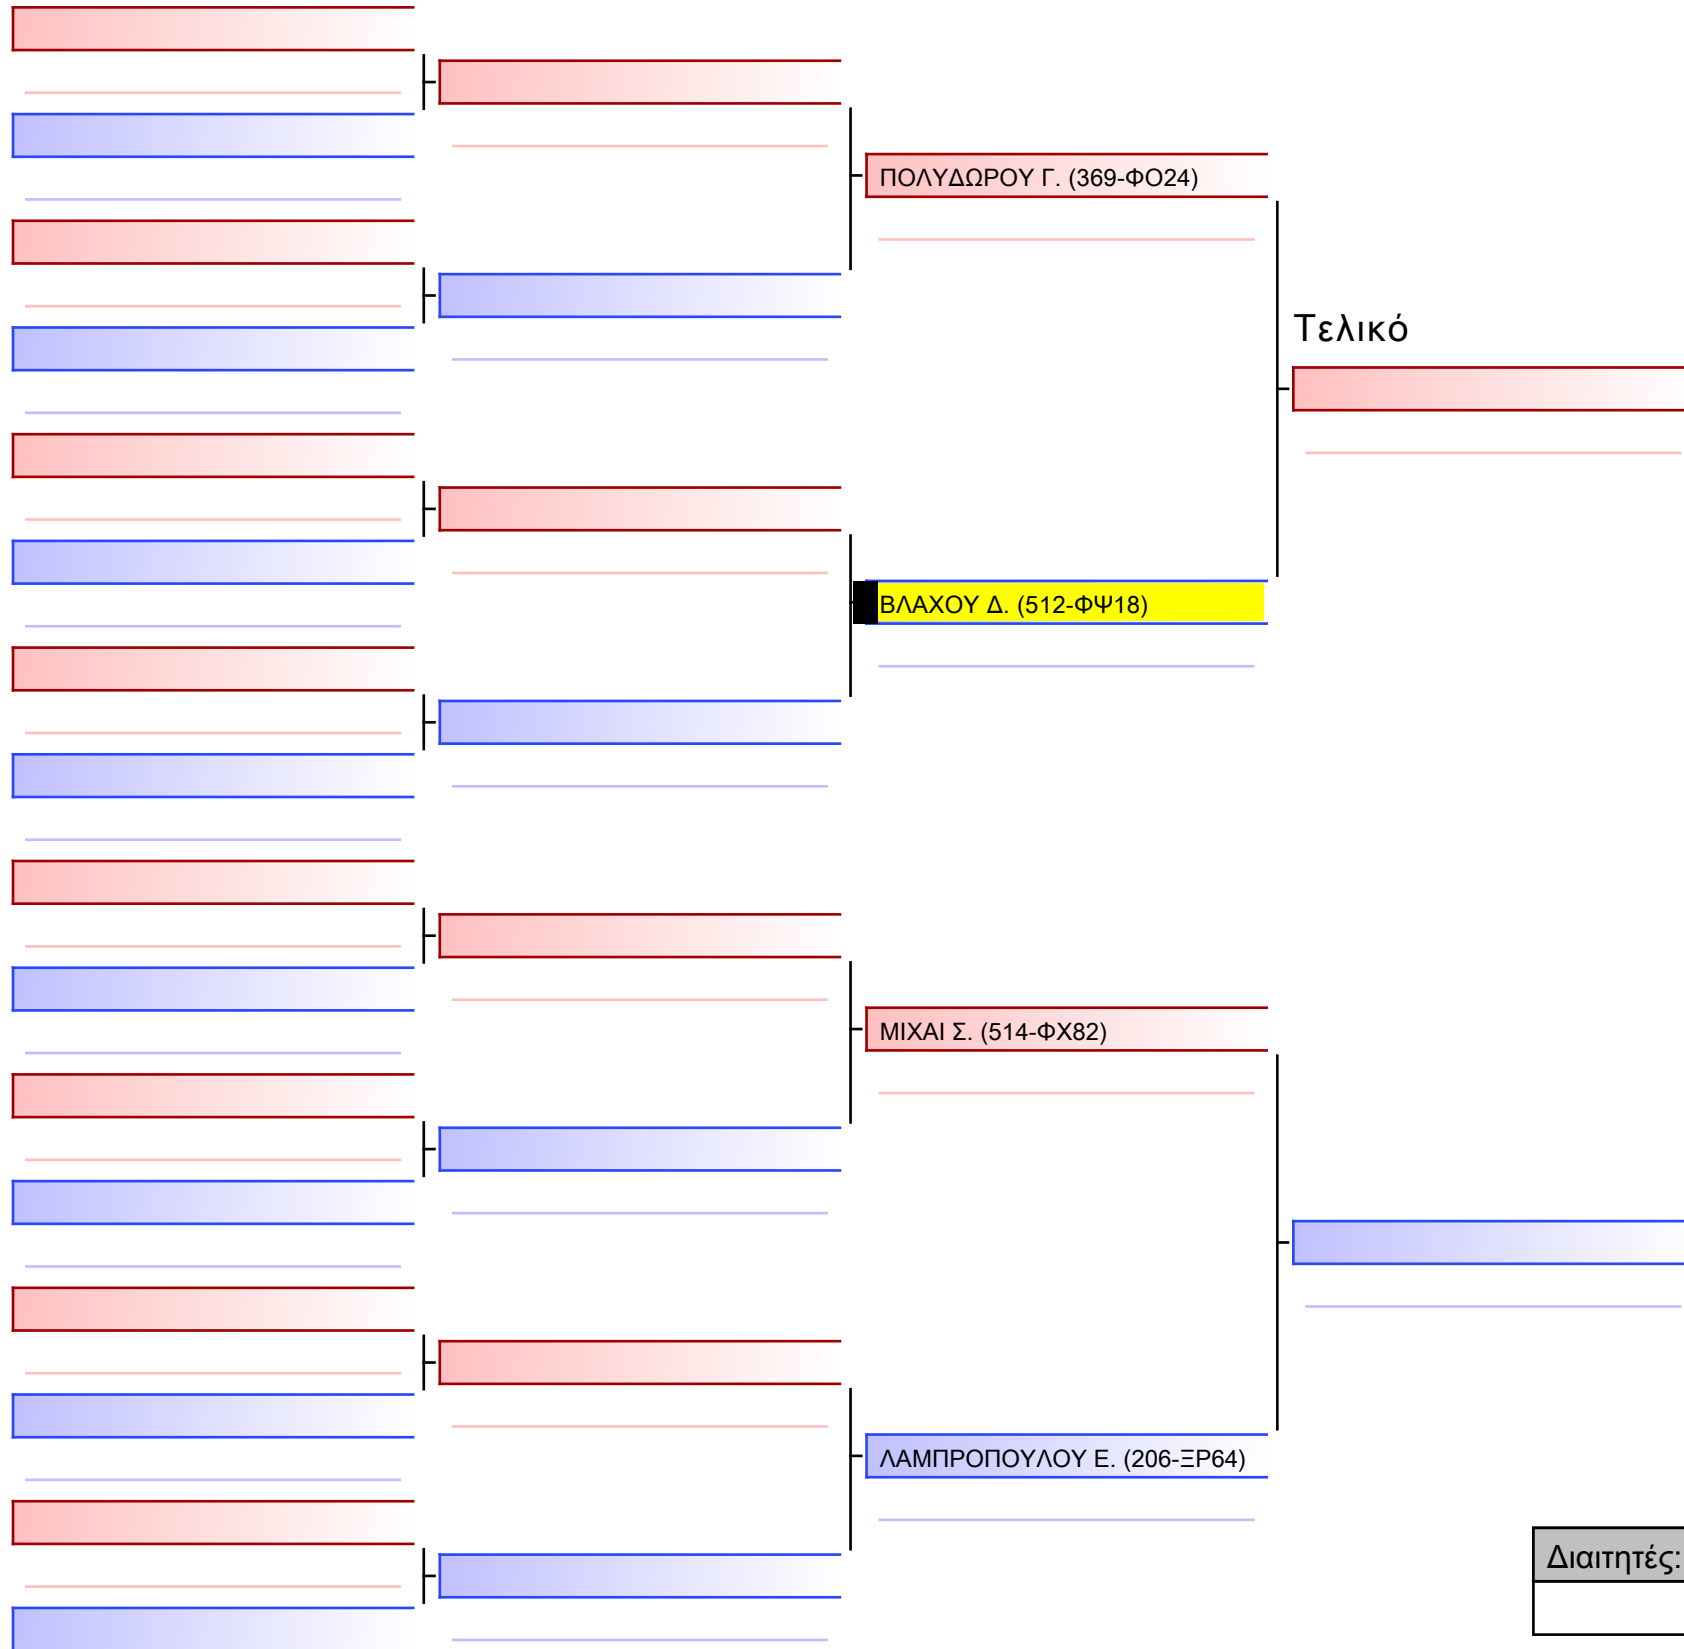 ΠΟΛΥΔΩΡΟΥ Γ. (369-ΦΟ24)
Τελικό
ΒΛΑΧΟΥ Δ. (512-ΦΨ18)
ΜΙΧΑΙ Σ. (514-ΦΧ82)
ΛΑΜΠΡΟΠΟΥΛΟΥ Ε. (206-ΞΡ64)
Διαιτητές: